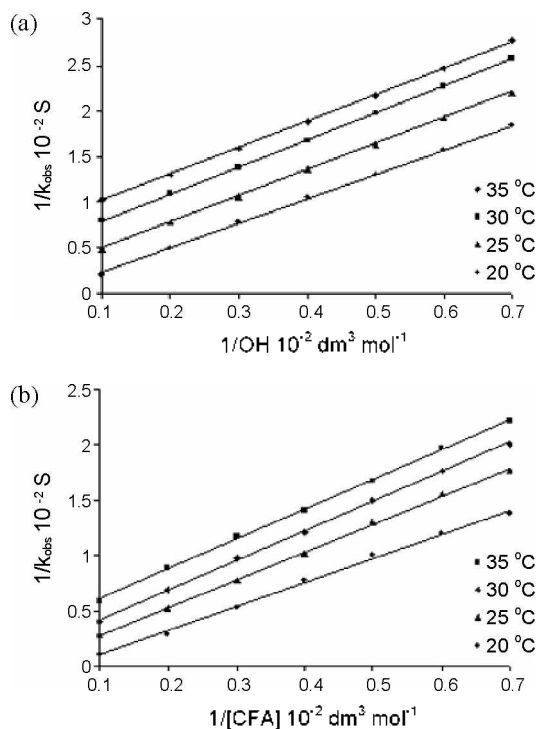 (a)
3
2.5
2
1.5
1
0.5
0
1/kobs 10⁻² S
0.1 0.2 0.3 0.4 0.5 0.6 0.7
1/OH 10⁻² dm³ mol⁻¹
35 °C
30 °C
25 °C
20 °C
(b)
2.5
2
1.5
1
0.5
0
1/kobs 10⁻² S
0.1 0.2 0.3 0.4 0.5 0.6 0.7
1/[CFA] 10⁻² dm³ mol⁻¹
35 °C
30 °C
25 °C
20 °C